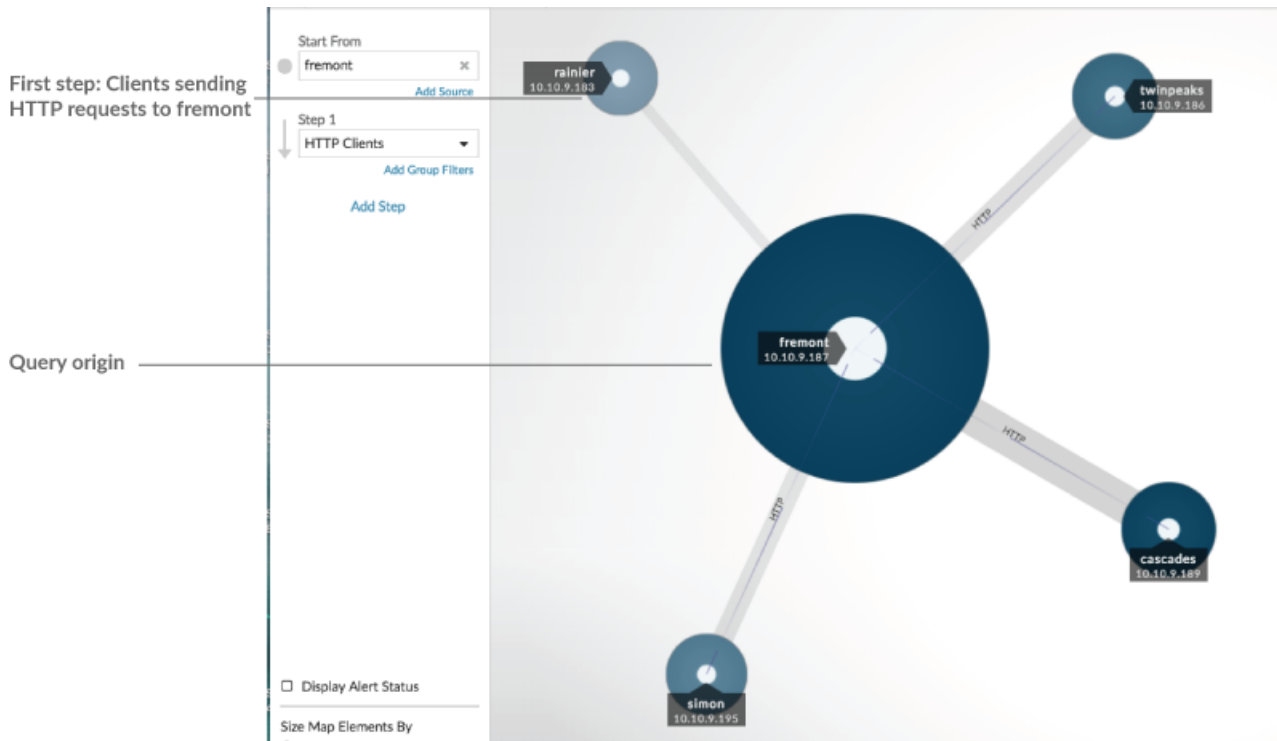 First step: Clients sending
HTTP requests to fremont
Query origin
Start From
fremont
Add Source
Step 1
HTTP Clients
Add Group Filters
Add Step
Display Alert Status
Size Map Elements By
rainier
10.10.9.183
twinpeaks
10.10.9.186
HTTP
fremont
10.10.9.187
HTTP
cascades
10.10.9.189
HTTP
simon
10.10.9.195